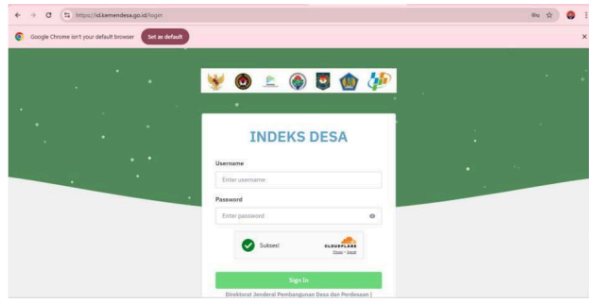 https://id.kemendesa.go.id/login
Google Chrome isn't your default browser
Set as default
INDEKS DESA
Username
Enter username
Password
Enter password
Sukses!
CLOUDFLARE
Sign In
Direktorat Jenderal Pembangunan Desa dan Perdesaan |